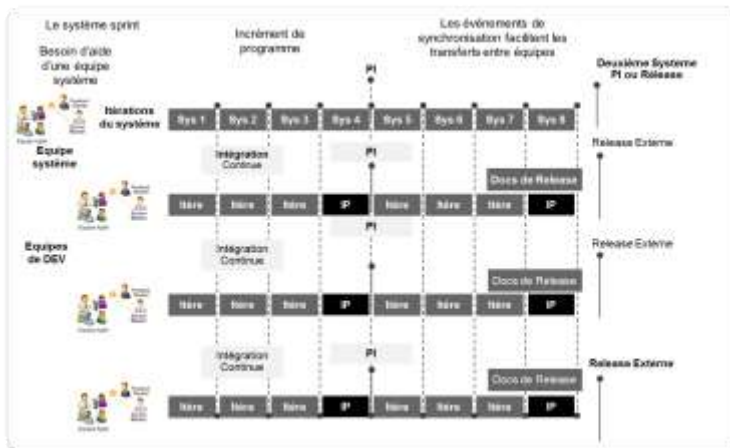 Le système sprint
Besoin d'aide
d'une équipe
système
Incrément de
programme
Les événements de
synchronisation facilitent les
transferts entre équipes
PI
Deuxième Système
PI ou Release
Itérations
du système
Sys 1
Sys 2
Sys 3
Sys 4
Sys 5
Sys 6
Sys 7
Sys 8
Equipe
système
Intégration
Continue
PI
Release Externe
Docs de Release
Itère
Itère
Itère
IP
Itère
Itère
Itère
IP
Equipes
de DEV
Intégration
Continue
PI
Release Externe
Docs de Release
Itère
Itère
Itère
IP
Itère
Itère
Itère
IP
Intégration
Continue
PI
Release Externe
Docs de Release
Itère
Itère
Itère
IP
Itère
Itère
Itère
IP